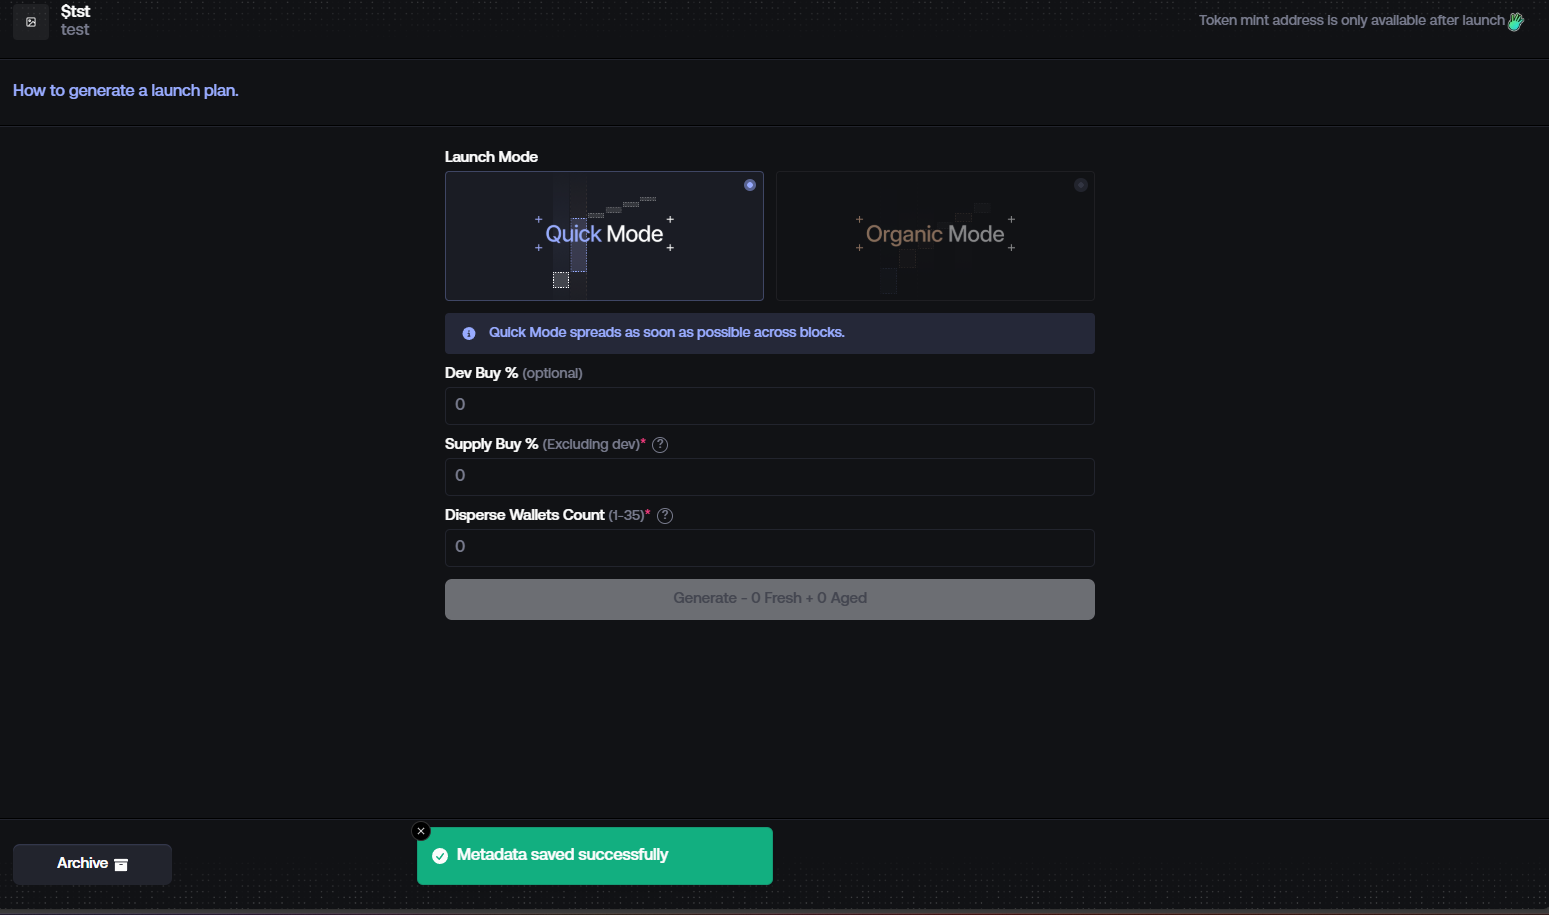 $tst
test
Token mint address is only available after launch
How to generate a launch plan.
Launch Mode
Quick Mode
Organic Mode
Quick Mode spreads as soon as possible across blocks.
Dev Buy % (optional)
0
Supply Buy % (Excluding dev)* ?
0
Disperse Wallets Count (1-35)* ?
0
Generate - 0 Fresh + 0 Aged
Archive
Metadata saved successfully